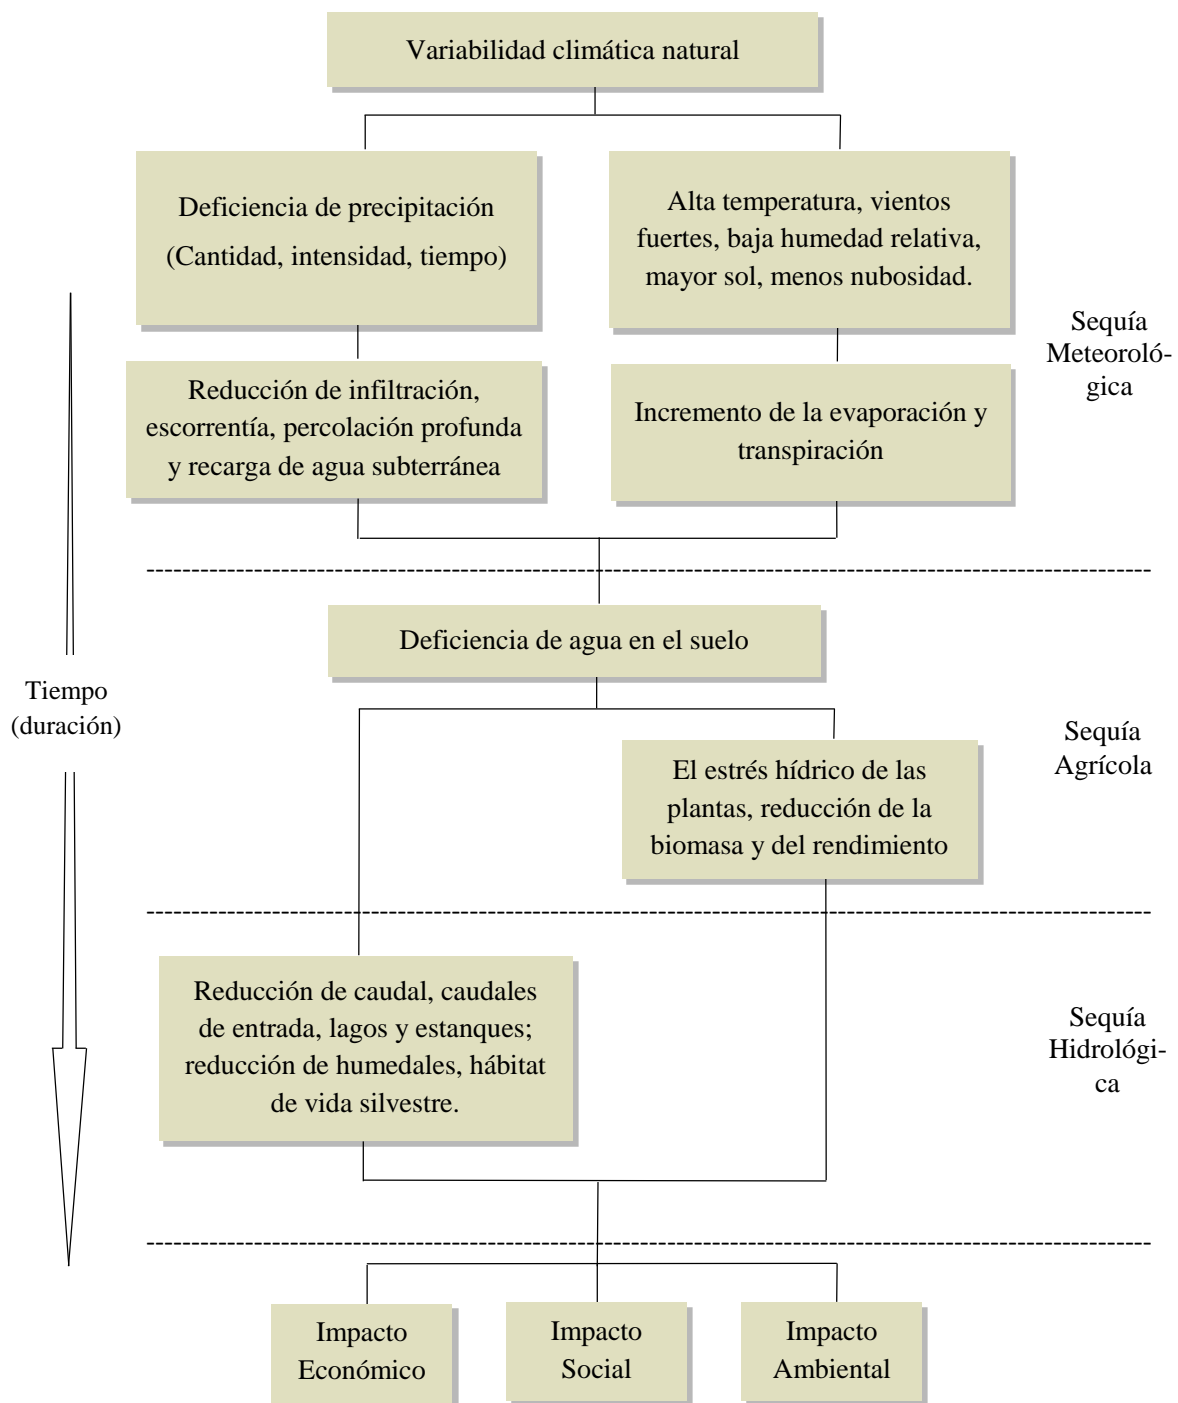 Variabilidad climática natural
Deficiencia de precipitación
(Cantidad, intensidad, tiempo)
Alta temperatura, vientos
fuertes, baja humedad relativa,
mayor sol, menos nubosidad.
Sequía
Meteoroló-
gica
Reducción de infiltración,
escorrentía, percolación profunda
y recarga de agua subterránea
Incremento de la evaporación y
transpiración
Deficiencia de agua en el suelo
Tiempo
(duración)
El estrés hídrico de las
plantas, reducción de la
biomasa y del rendimiento
Sequía
Agrícola
Reducción de caudal, caudales
de entrada, lagos y estanques;
reducción de humedales, hábitat
de vida silvestre.
Sequía
Hidrológi-
ca
Impacto
Económico
Impacto
Social
Impacto
Ambiental